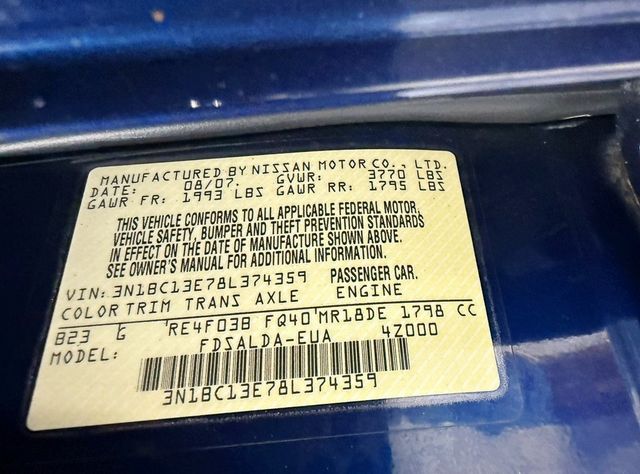 MANUFACTURED BY NISSAN MOTOR CO., LTD.
DATE: 08/07. GVWR: 3770 LBS
GAWR FR: 1993 LBS GAWR RR: 1795 LBS
THIS VEHICLE CONFORMS TO ALL APPLICABLE FEDERAL MOTOR
VEHICLE SAFETY, BUMPER AND THEFT PREVENTION STANDARDS
IN EFFECT ON THE DATE OF MANUFACTURE SHOWN ABOVE.
SEE OWNER'S MANUAL FOR ADDITIONAL INFORMATION.
VIN: 3N1BC13E78L374359 PASSENGER CAR.
COLOR TRIM TRANS AXLE ENGINE
B23 G RE4F03B FQ40 MR18DE 1798 CC
MODEL: FDSALDA-EUA 4Z000
3N1BC13E78L374359